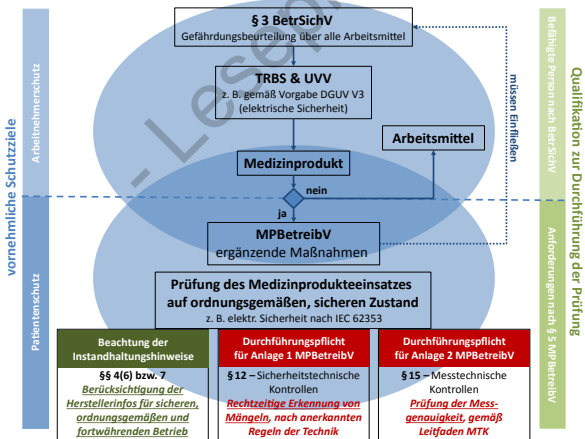 § 3 BetrSichV
Gefährdungsbeurteilung über alle Arbeitsmittel
TRBS & UVV
z. B. gemäß Vorgabe DGUV V3
(elektrische Sicherheit)
Arbeitsmittel
Medizinprodukt
nein
ja
MPBetreibV
ergänzende Maßnahmen
müssen Einfließen
Prüfung des Medizinprodukteeinsatzes
auf ordnungsgemäßen, sicheren Zustand
z. B. elektr. Sicherheit nach IEC 62353
Beachtung der
Instandhaltungshinweise
§§ 4(6) bzw. 7
Berücksichtigung der
Herstellerinfos für sicheren,
ordnungsgemäßen und
fortwährenden Betrieb
Durchführungspflicht
für Anlage 1 MPBetreibV
§ 12 – Sicherheitstechnische
Kontrollen
Rechtzeitige Erkennung von
Mängeln, nach anerkannten
Regeln der Technik
Durchführungspflicht
für Anlage 2 MPBetreibV
§ 15 – Messtechnische
Kontrollen
Prüfung der Mess-
genauigkeit, gemäß
Leitfaden MTK
vornehmliche Schutzziele
Arbeitnehmerschutz
Patientenschutz
Befähigte Person nach BetrSichV
Anforderungen nach § 5 MPBetreibV
Qualifikation zur Durchführung der Prüfung
- Lesep